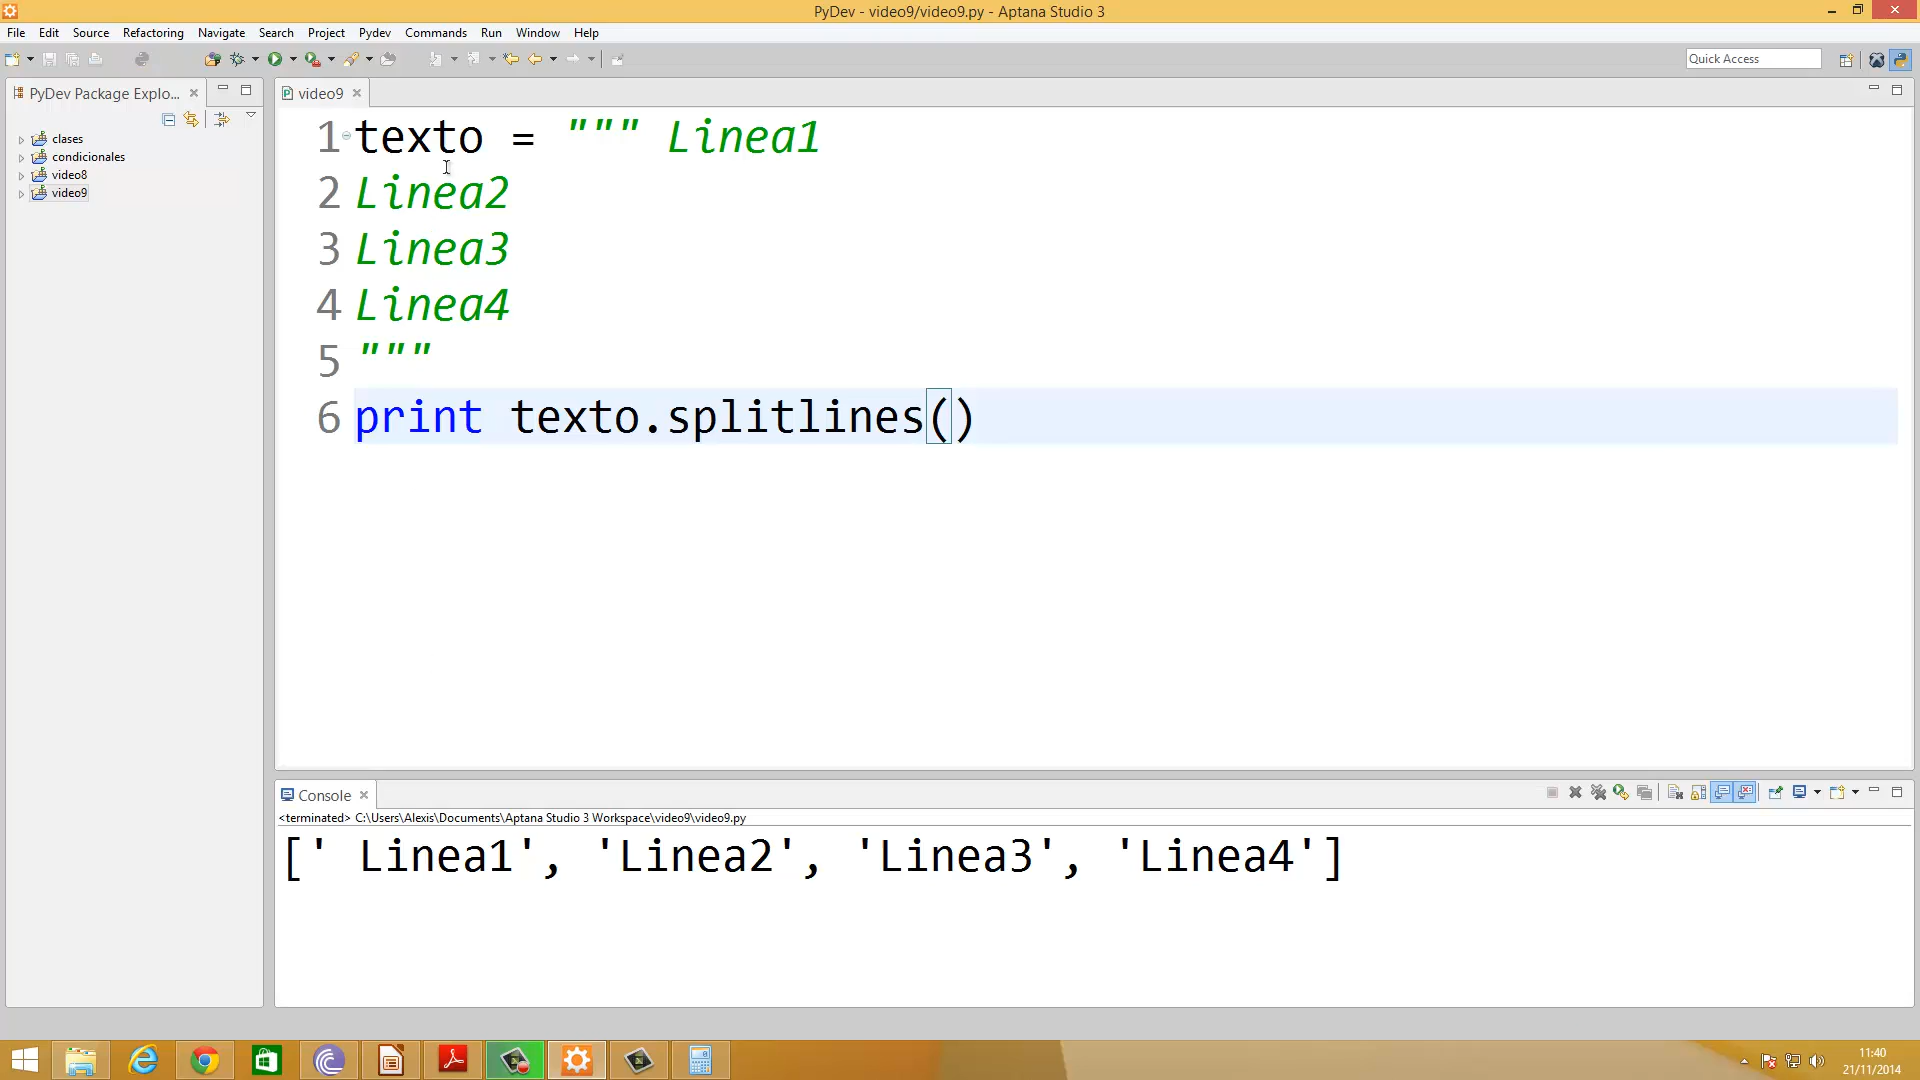 PyDev - video9/video9.py - Aptana Studio 3
File Edit Source Refactoring Navigate Search Project Pydev Commands Run Window Help
Quick Access
PyDev Package Explo...
video9
clases
condicionales
video8
video9
1 texto = """ Linea1
2 Linea2
3 Linea3
4 Linea4
5 """
6 print texto.splitlines()
Console
<terminated> C:\Users\Alexis\Documents\Aptana Studio 3 Workspace\video9\video9.py
[' Linea1', 'Linea2', 'Linea3', 'Linea4']
11:40
21/11/2014